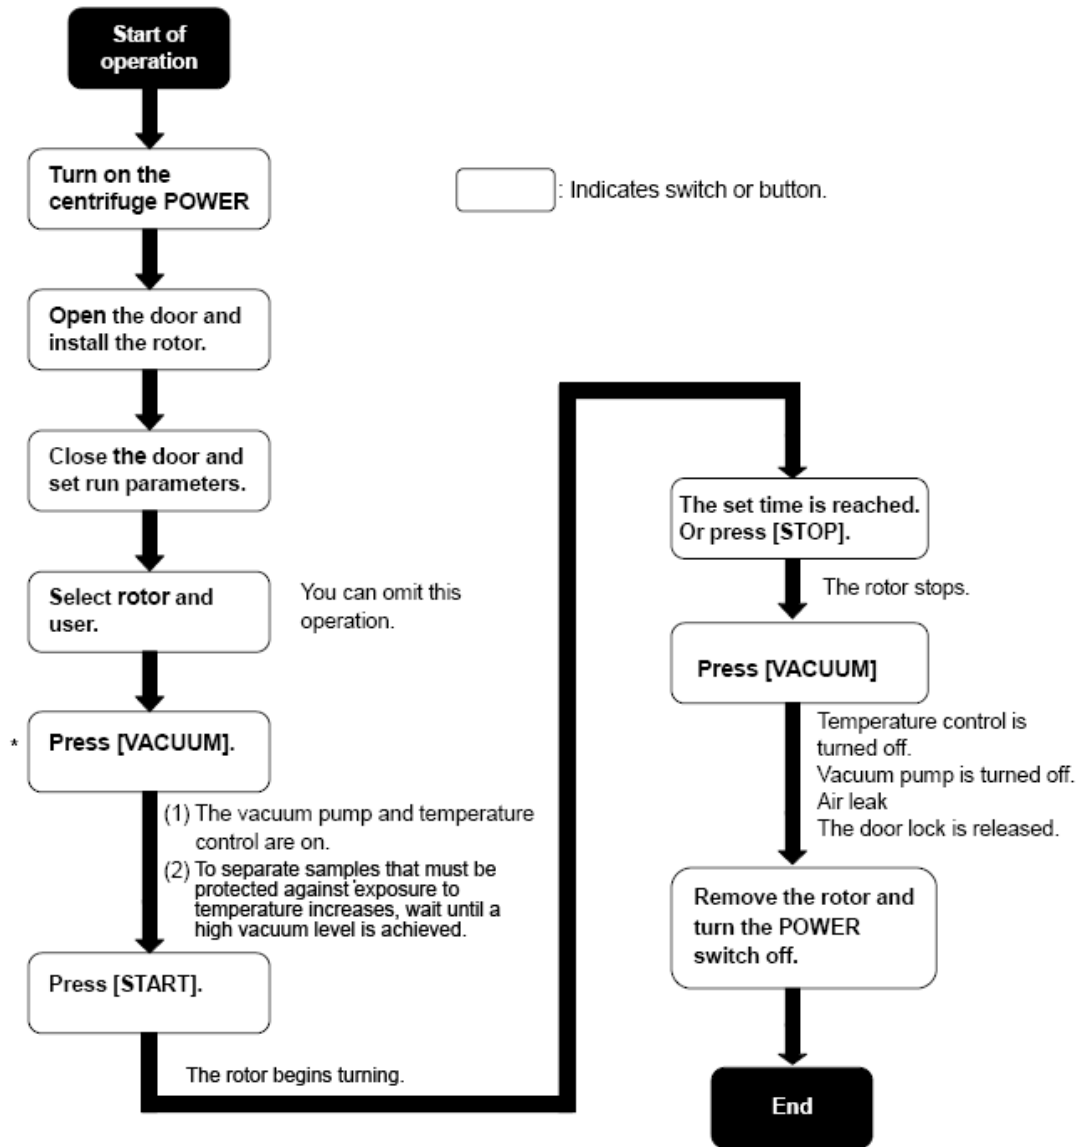 Start of
operation
Turn on the
centrifuge POWER
: Indicates switch or button.
Open the door and
install the rotor.
Close the door and
set run parameters.
Select rotor and
user.
You can omit this
operation.
*
Press [VACUUM].
(1) The vacuum pump and temperature
control are on.
(2) To separate samples that must be
protected against exposure to
temperature increases, wait until a
high vacuum level is achieved.
Press [START].
The rotor begins turning.
The set time is reached.
Or press [STOP].
The rotor stops.
Press [VACUUM]
Temperature control is
turned off.
Vacuum pump is turned off.
Air leak
The door lock is released.
Remove the rotor and
turn the POWER
switch off.
End